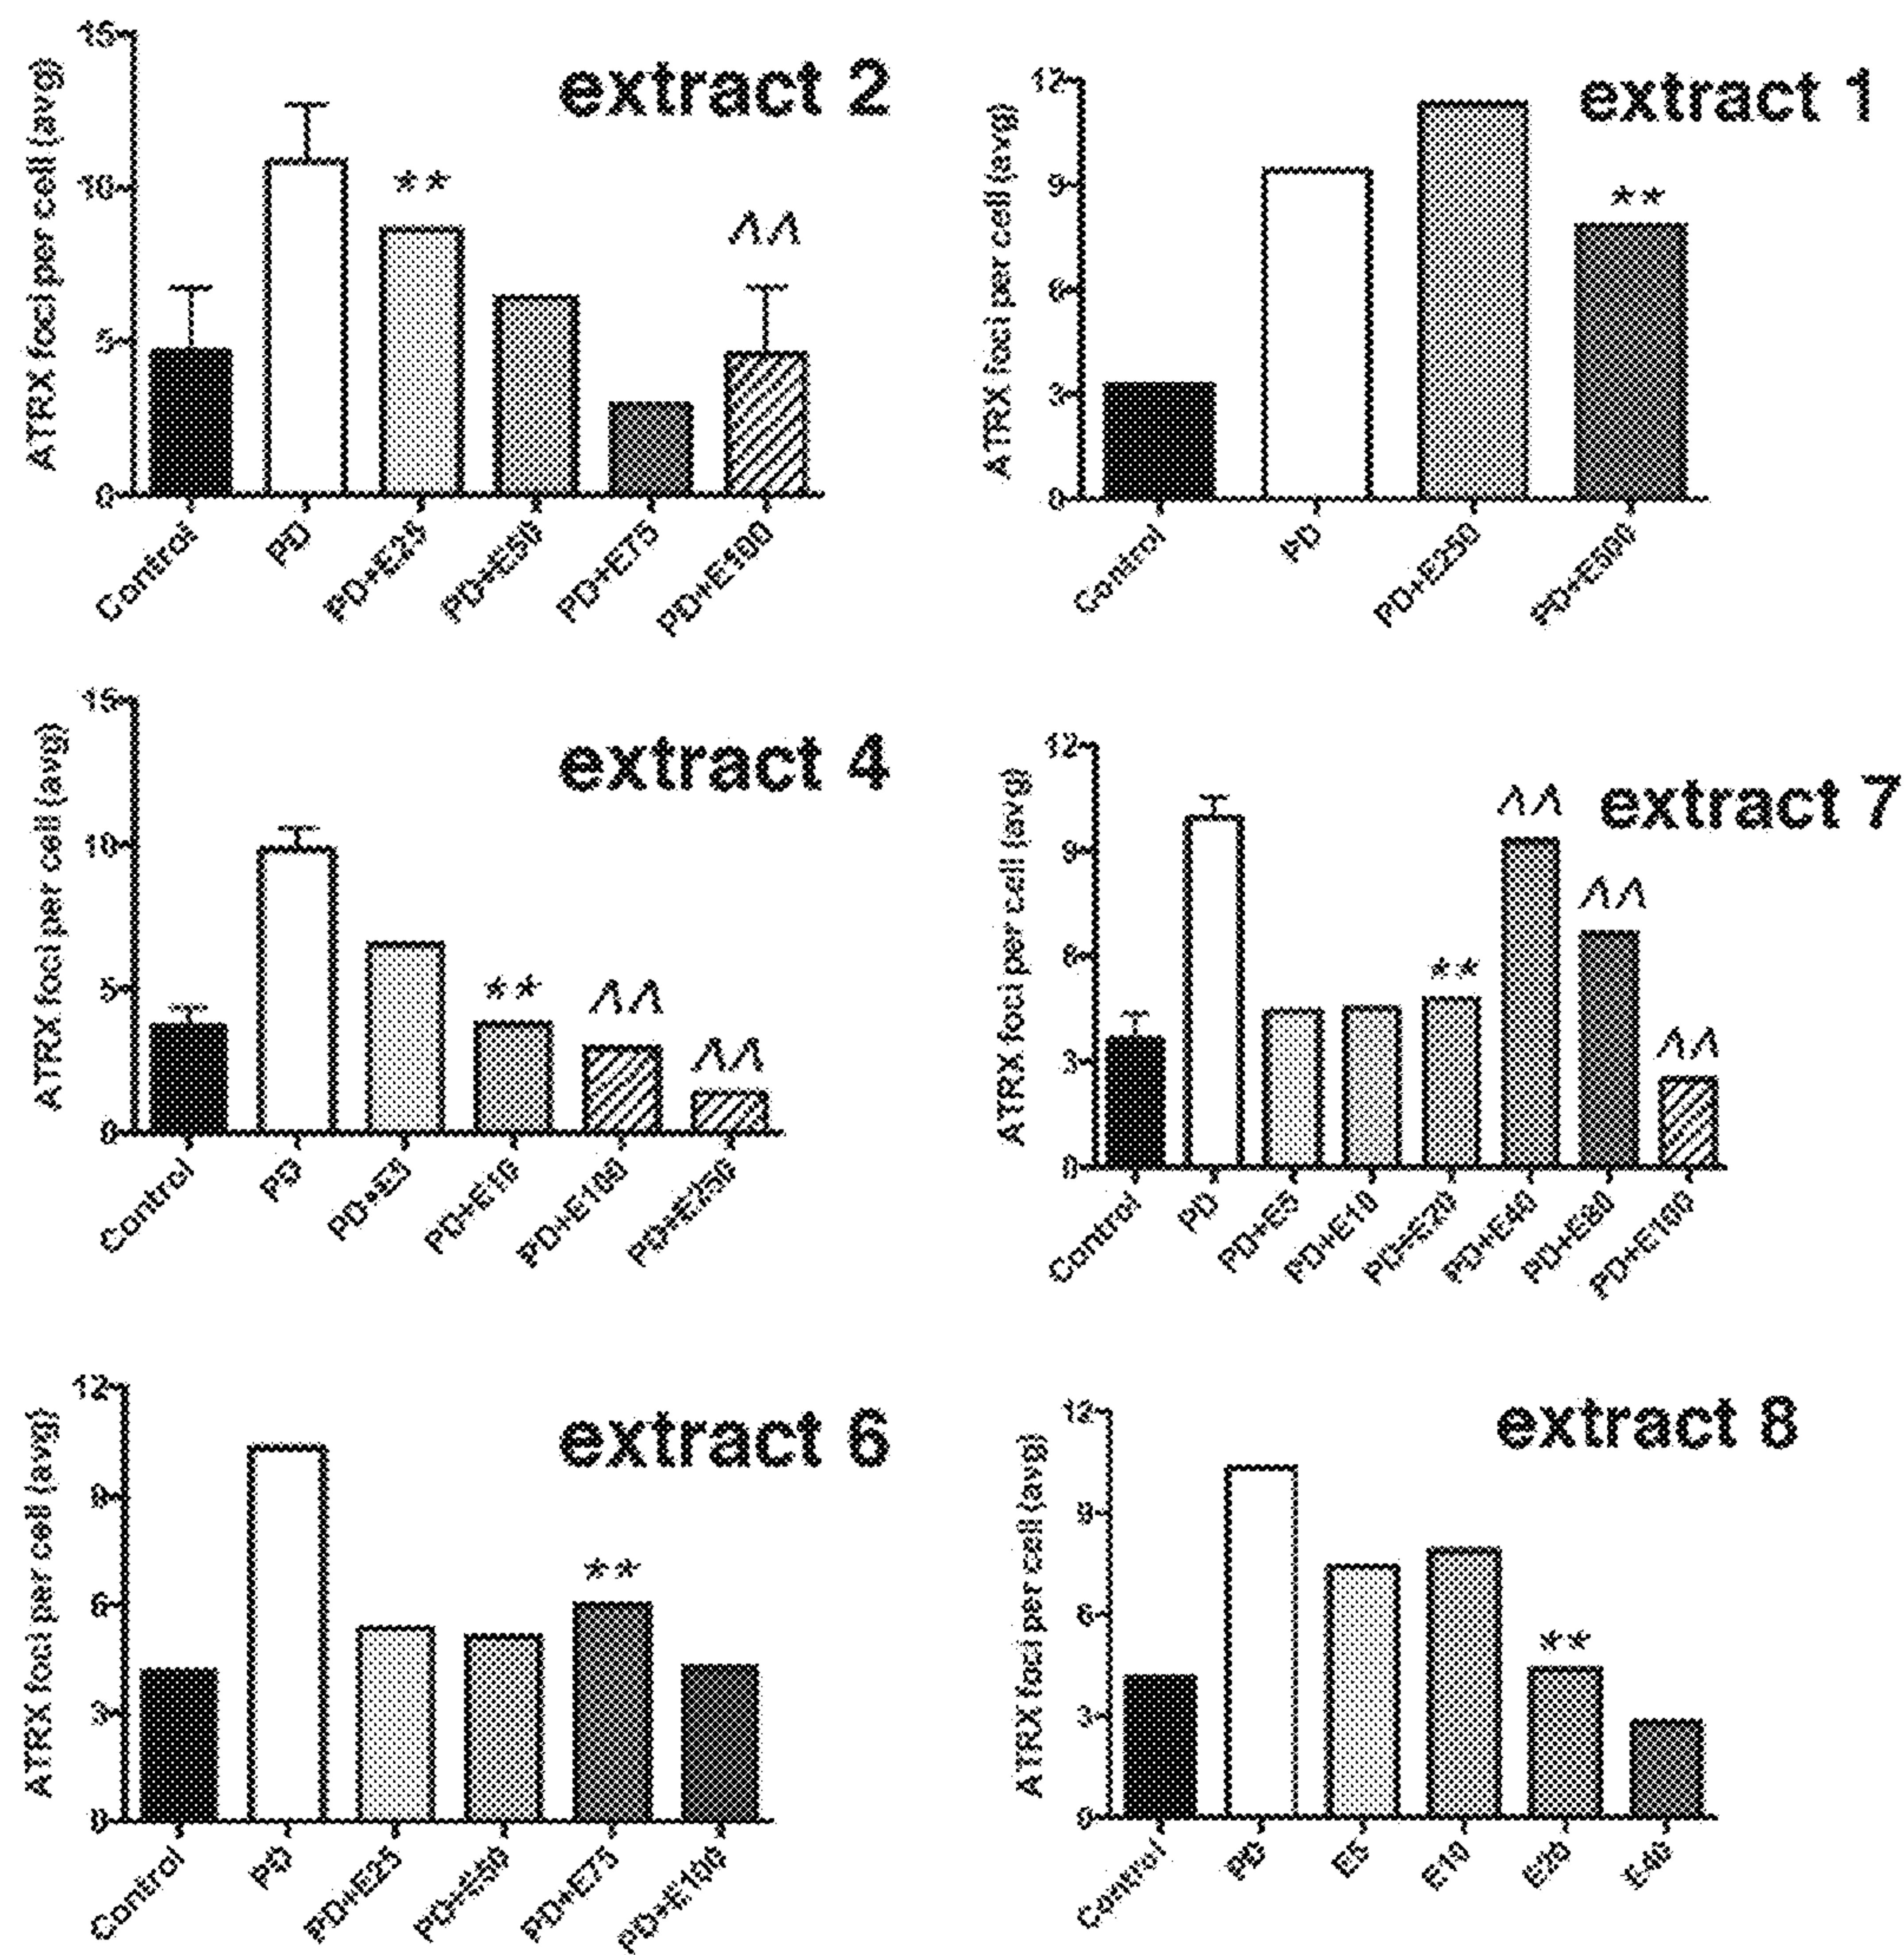 extract 2
ATRX foci per cell (avg)
15
10
5
0
**
^^
Control
PD
PD+E25
PD+E50
PD+E75
PD+E100
extract 1
ATRX foci per cell (avg)
12
9
6
3
0
**
Control
PD
PD+E250
PD+E500
extract 4
ATRX foci per cell (avg)
15
10
5
0
**
^^
^^
Control
PD
PD+E5
PD+E10
PD+E100
PD+E250
extract 7
ATRX foci per cell (avg)
12
9
6
3
0
**
^^
^^
^^
Control
PD
PD+E5
PD+E10
PD+E20
PD+E40
PD+E80
PD+E100
extract 6
ATRX foci per cell (avg)
12
9
6
3
0
**
Control
PD
PD+E25
PD+E50
PD+E75
PD+E100
extract 8
ATRX foci per cell (avg)
12
9
6
3
0
**
Control
PD
E5
E10
E20
E40